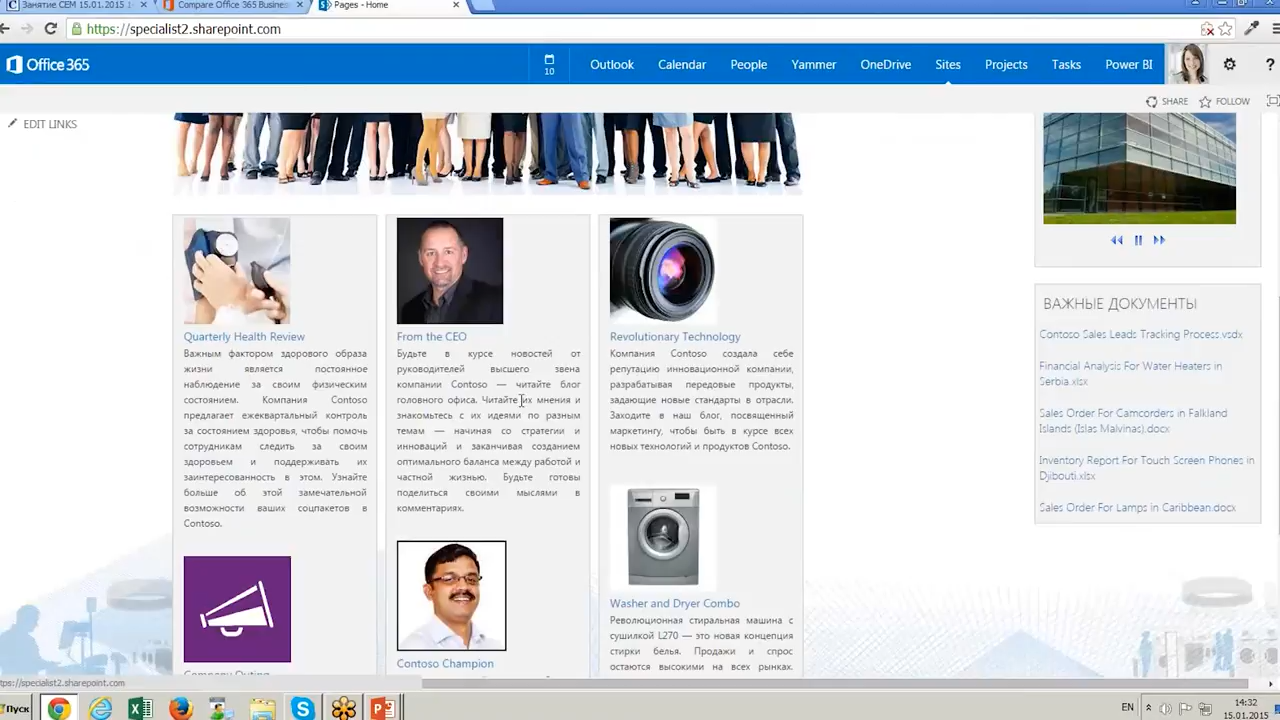 Занятие СЕМ 15.01.2015 1
Compare Office 365 Busine
Pages - Home
https://specialist2.sharepoint.com
Office 365
10
Outlook
Calendar
People
Yammer
OneDrive
Sites
Projects
Tasks
Power BI
?
SHARE
FOLLOW
EDIT LINKS
Quarterly Health Review
Важным фактором здорового образа
жизни является постоянное
наблюдение за своим физическим
состоянием. Компания Contoso
предлагает ежеквартальный контроль
за состоянием здоровья, чтобы помочь
сотрудникам следить за своим
здоровьем и поддерживать их
заинтересованность в этом. Узнайте
больше об этой замечательной
возможности ваших соцпакетов в
Contoso.
Company Outing
From the CEO
Будьте в курсе новостей от
руководителей высшего звена
компании Contoso — читайте блог
головного офиса. Читайте их мнения и
знакомьтесь с их идеями по разным
темам — начиная со стратегии и
инноваций и заканчивая созданием
оптимального баланса между работой и
частной жизнью. Будьте готовы
поделиться своими мыслями в
комментариях.
Contoso Champion
Revolutionary Technology
Компания Contoso создала себе
репутацию инновационной компании,
разрабатывая передовые продукты,
задающие новые стандарты в отрасли.
Заходите в наш блог, посвященный
маркетингу, чтобы быть в курсе всех
новых технологий и продуктов Contoso.
Washer and Dryer Combo
Революционная стиральная машина с
сушилкой L270 — это новая концепция
стирки белья. Продажи и спрос
остаются высокими на всех рынках.
ВАЖНЫЕ ДОКУМЕНТЫ
Contoso Sales Leads Tracking Process.vsdx
Financial Analysis For Water Heaters in
Serbia.xlsx
Sales Order For Camcorders in Falkland
Islands (Islas Malvinas).docx
Inventory Report For Touch Screen Phones in
Djibouti.xlsx
Sales Order For Lamps in Caribbean.docx
ttps://specialist2.sharepoint.com
Пуск
EN
14:32
15.01.2015